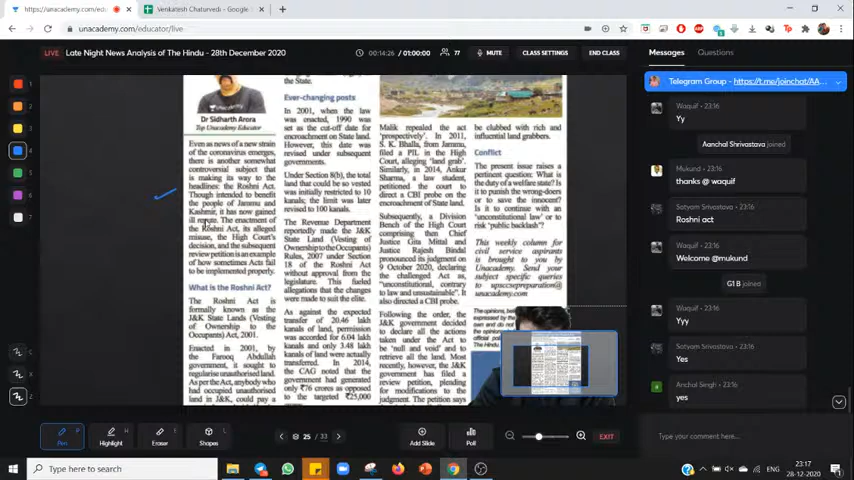 https://unacademy.com/edu
Venkatesh Chaturvedi - Google
unacademy.com/educator/live
LIVE
Late Night News Analysis of The Hindu - 28th December 2020
00:14:26 / 01:00:00
77
MUTE
CLASS SETTINGS
END CLASS
Messages
Questions
Dr Sidharth Arora
Top Unacademy Educator
Even as news of a new strain
of the coronavirus emerges,
there is another somewhat
controversial subject that
is making its way to the
headlines: the Roshni Act.
Though intended to benefit
the people of Jammu and
Kashmir, it has now gained
ill repute. The enactment of
the Roshni Act, its alleged
misuse, the High Court's
decision, and the subsequent
review petition is an example
of how sometimes Acts fail
to be implemented properly.
What is the Roshni Act?
The Roshni Act is
formally known as the
J&K State Lands (Vesting
of Ownership to the
Occupants) Act, 2001.
Enacted in 2001, by
the Farooq Abdullah
government, it sought to
regularise unauthorised land.
As per the Act, anybody who
had occupied unauthorised
land in J&K, could pay a
the State.
Ever-changing posts
In 2001, when the law
was enacted, 1990 was
set as the cut-off date for
encroachment on State land.
However, this date was
revised under subsequent
governments.
Under Section 8(b), the total
land that could be so vested
was initially restricted to 10
kanals; the limit was later
revised to 100 kanals.
The Revenue Department
reportedly made the J&K
State Land (Vesting of
Ownership to the Occupants)
Rules, 2007 under Section
18 of the Roshni Act
without approval from the
legislature. This fueled
allegations that the changes
were made to suit the elite.
As against the expected
transfer of 20.46 lakh
kanals of land, permission
was accorded for 6.04 lakh
kanals and only 3.48 lakh
kanals of land were actually
transferred. In 2014,
the CAG noted that the
government had generated
only ₹76 crores as opposed
to the targeted ₹25,000
Malik repealed the act
'prospectively'. In 2011,
S. K. Bhalla, from Jammu,
filed a PIL in the High
Court, alleging 'land grab'.
Similarly, in 2014, Ankur
Sharma, a law student,
petitioned the court to
direct a CBI probe on the
encroachment of State land.
Subsequently, a Division
Bench of the High Court
comprising then Chief
Justice Gita Mittal and
Justice Rajesh Bindal
pronounced its judgment on
9 October 2020, declaring
the challenged Act as,
"unconstitutional, contrary
to law and unsustainable". It
also directed a CBI probe.
Following the order, the
J&K government decided
to declare all the actions
taken under the Act to
be 'null and void' and to
retrieve all the land. Most
recently, however, the J&K
government has filed a
review petition, pleading
for modifications to the
judgment. The petition says
be clubbed with rich and
influential land grabbers.
Conflict
The present issue raises a
pertinent question: What is
the duty of a welfare state? Is
it to punish the wrong-doers
or to save the innocent?
Is it to continue with an
'unconstitutional law' or to
risk 'public backlash'?
This weekly column for
civil service aspirants
is brought to you by
Unacademy. Send your
subject specific queries
to upsccsepreparation@
unacademy.com
Telegram Group - https://t.me/joinchat/AA...
Waquif · 23:16
Yy
Aanchal Shrivastava joined
Mukund · 23:16
thanks @ waquif
Satyam Srivastava · 23:16
Roshni act
Waquif · 23:16
Welcome @mukund
G1 B joined
Waquif · 23:16
Yyy
Satyam Srivastava · 23:16
Yes
Anchal Singh · 23:16
yes
Type your comment here...
Pen
Highlight
Eraser
Shapes
25 / 33
Add Slide
Poll
EXIT
Type here to search
ENG
23:17
28-12-2020